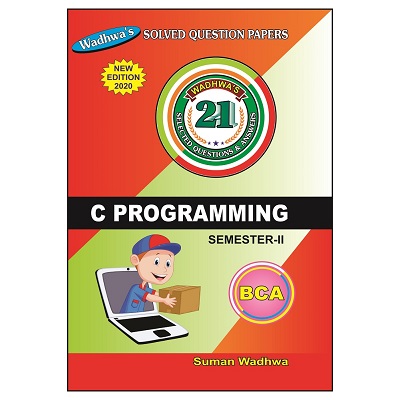 Wadhwa's SOLVED QUESTION PAPERS
NEW
EDITION
2020
WADHWA'S
21
SELECTED QUESTIONS & ANSWERS
C PROGRAMMING
SEMESTER-II
BCA
Suman Wadhwa